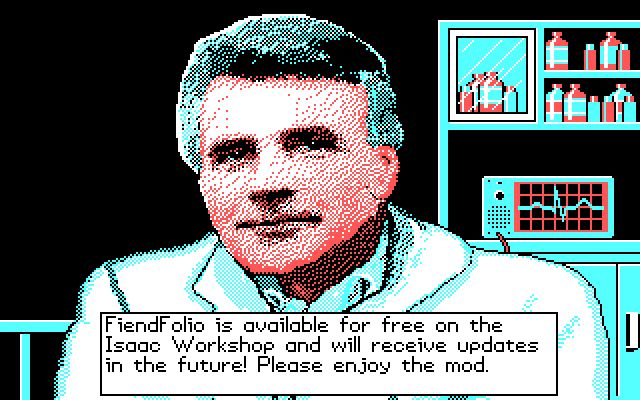 FiendFolio is available for free on the
Isaac Workshop and will receive updates
in the future! Please enjoy the mod.